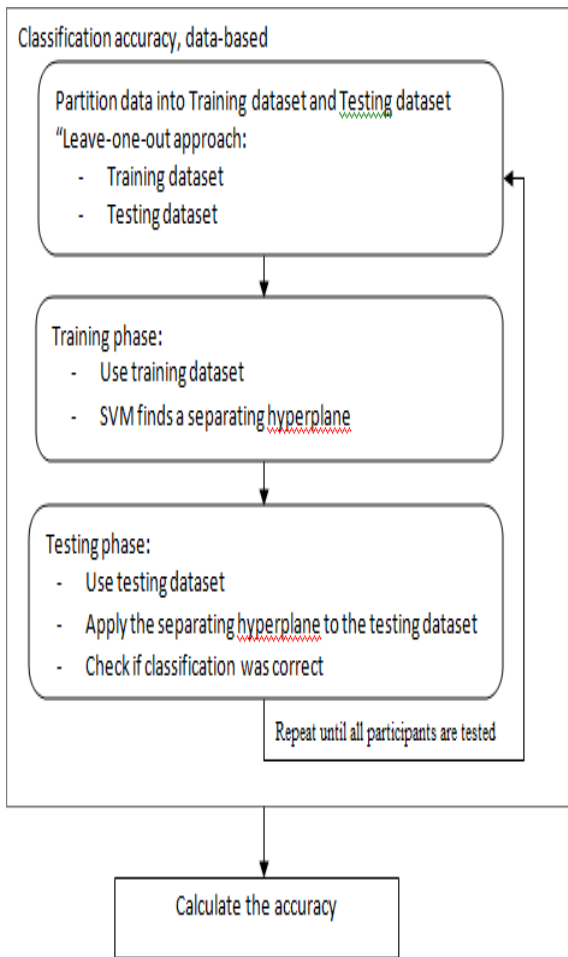 Classification accuracy, data-based
Partition data into Training dataset and Testing dataset
“Leave-one-out approach:
- Training dataset
- Testing dataset
Training phase:
- Use training dataset
- SVM finds a separating hyperplane
Testing phase:
- Use testing dataset
- Apply the separating hyperplane to the testing dataset
- Check if classification was correct
Repeat until all participants are tested
Calculate the accuracy